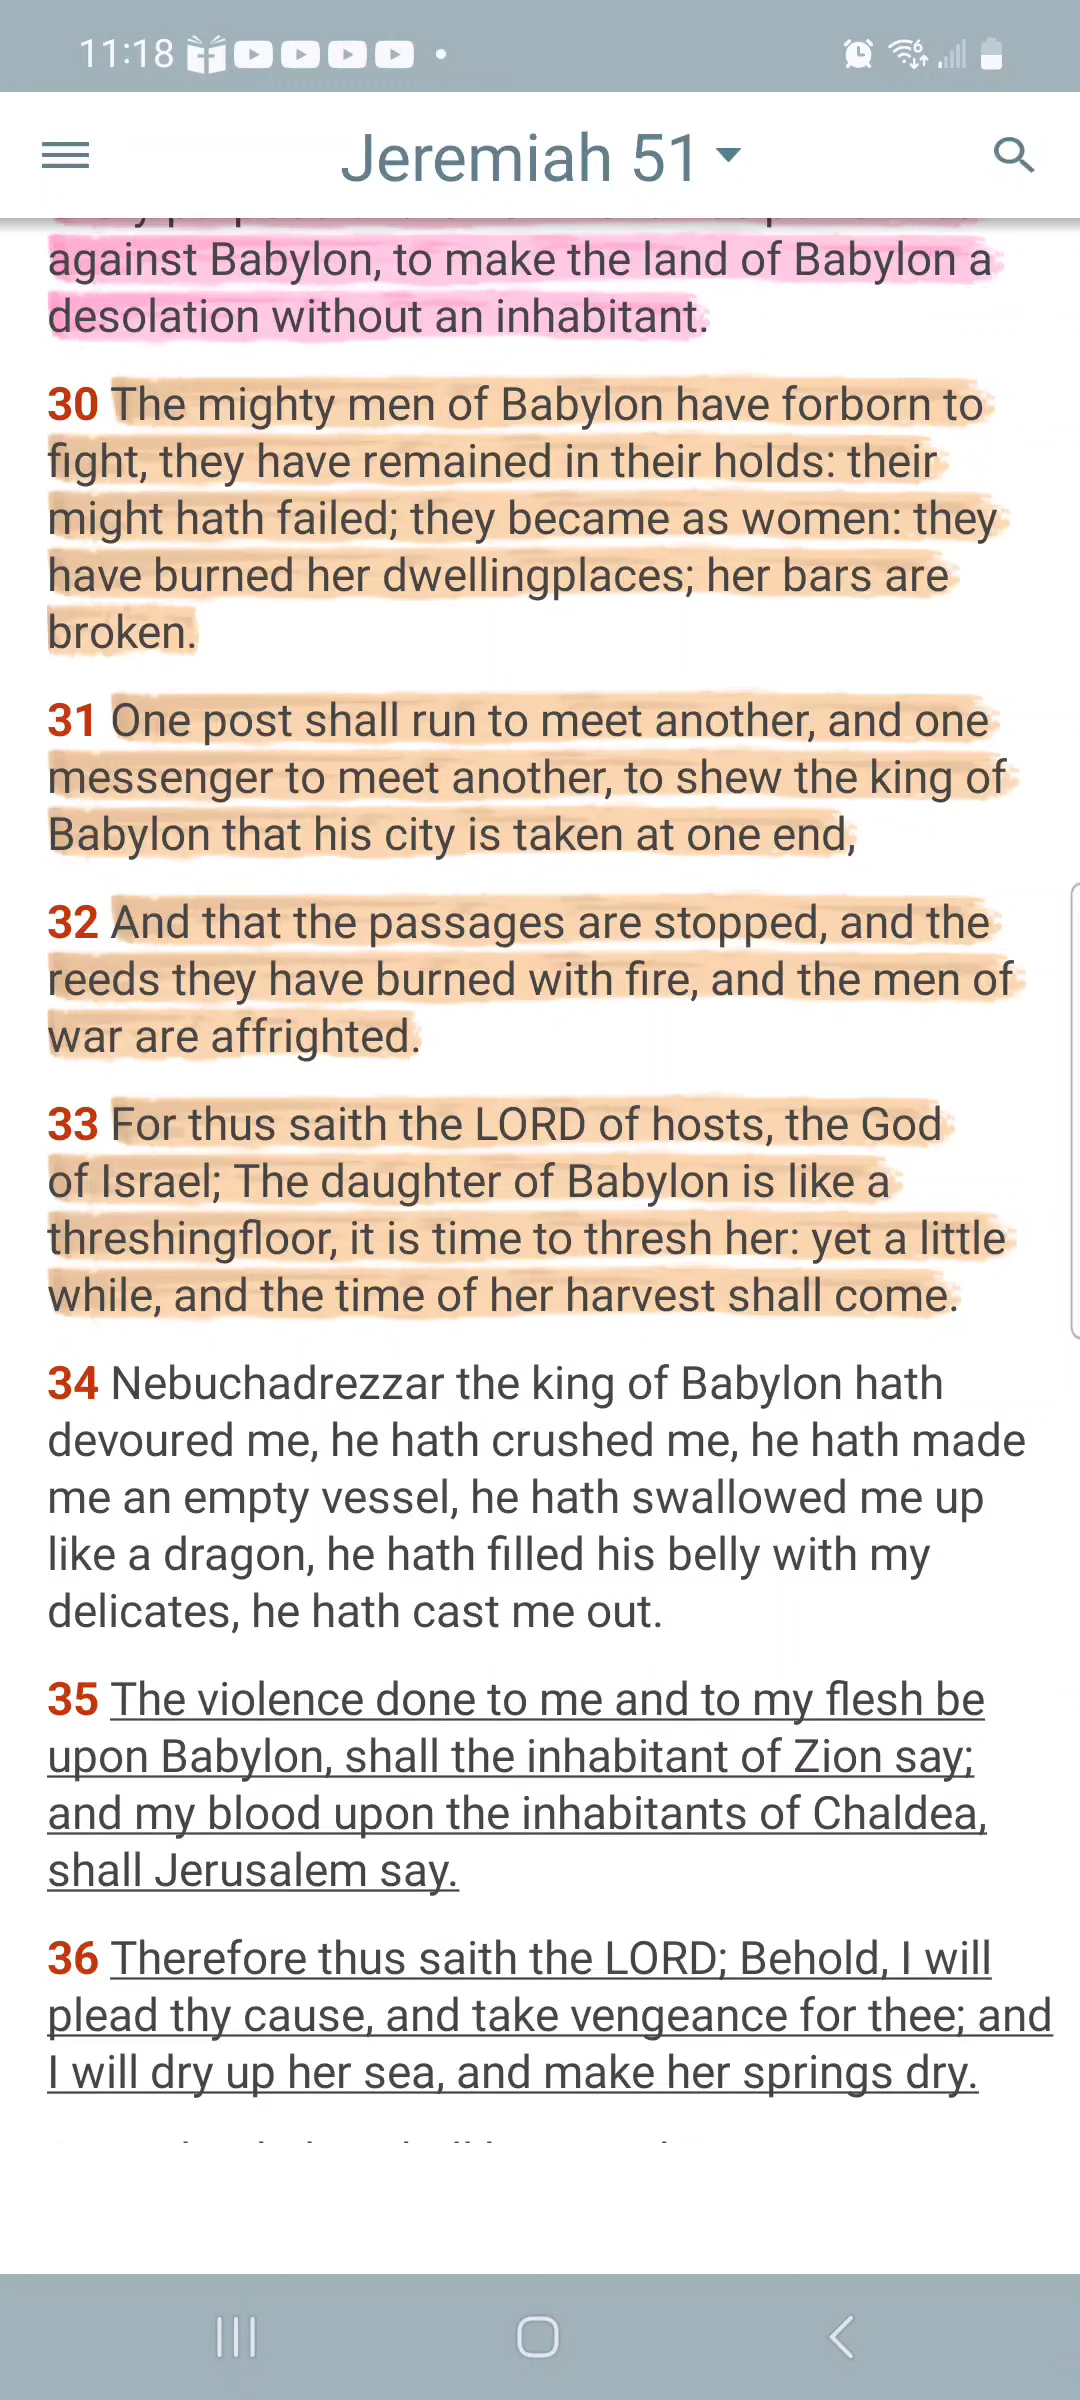 11:18
Jeremiah 51
against Babylon, to make the land of Babylon a
desolation without an inhabitant.
30 The mighty men of Babylon have forborn to
fight, they have remained in their holds: their
might hath failed; they became as women: they
have burned her dwellingplaces; her bars are
broken.
31 One post shall run to meet another, and one
messenger to meet another, to shew the king of
Babylon that his city is taken at one end,
32 And that the passages are stopped, and the
reeds they have burned with fire, and the men of
war are affrighted.
33 For thus saith the LORD of hosts, the God
of Israel; The daughter of Babylon is like a
threshingfloor, it is time to thresh her: yet a little
while, and the time of her harvest shall come.
34 Nebuchadrezzar the king of Babylon hath
devoured me, he hath crushed me, he hath made
me an empty vessel, he hath swallowed me up
like a dragon, he hath filled his belly with my
delicates, he hath cast me out.
35 The violence done to me and to my flesh be
upon Babylon, shall the inhabitant of Zion say;
and my blood upon the inhabitants of Chaldea,
shall Jerusalem say.
36 Therefore thus saith the LORD; Behold, I will
plead thy cause, and take vengeance for thee; and
I will dry up her sea, and make her springs dry.